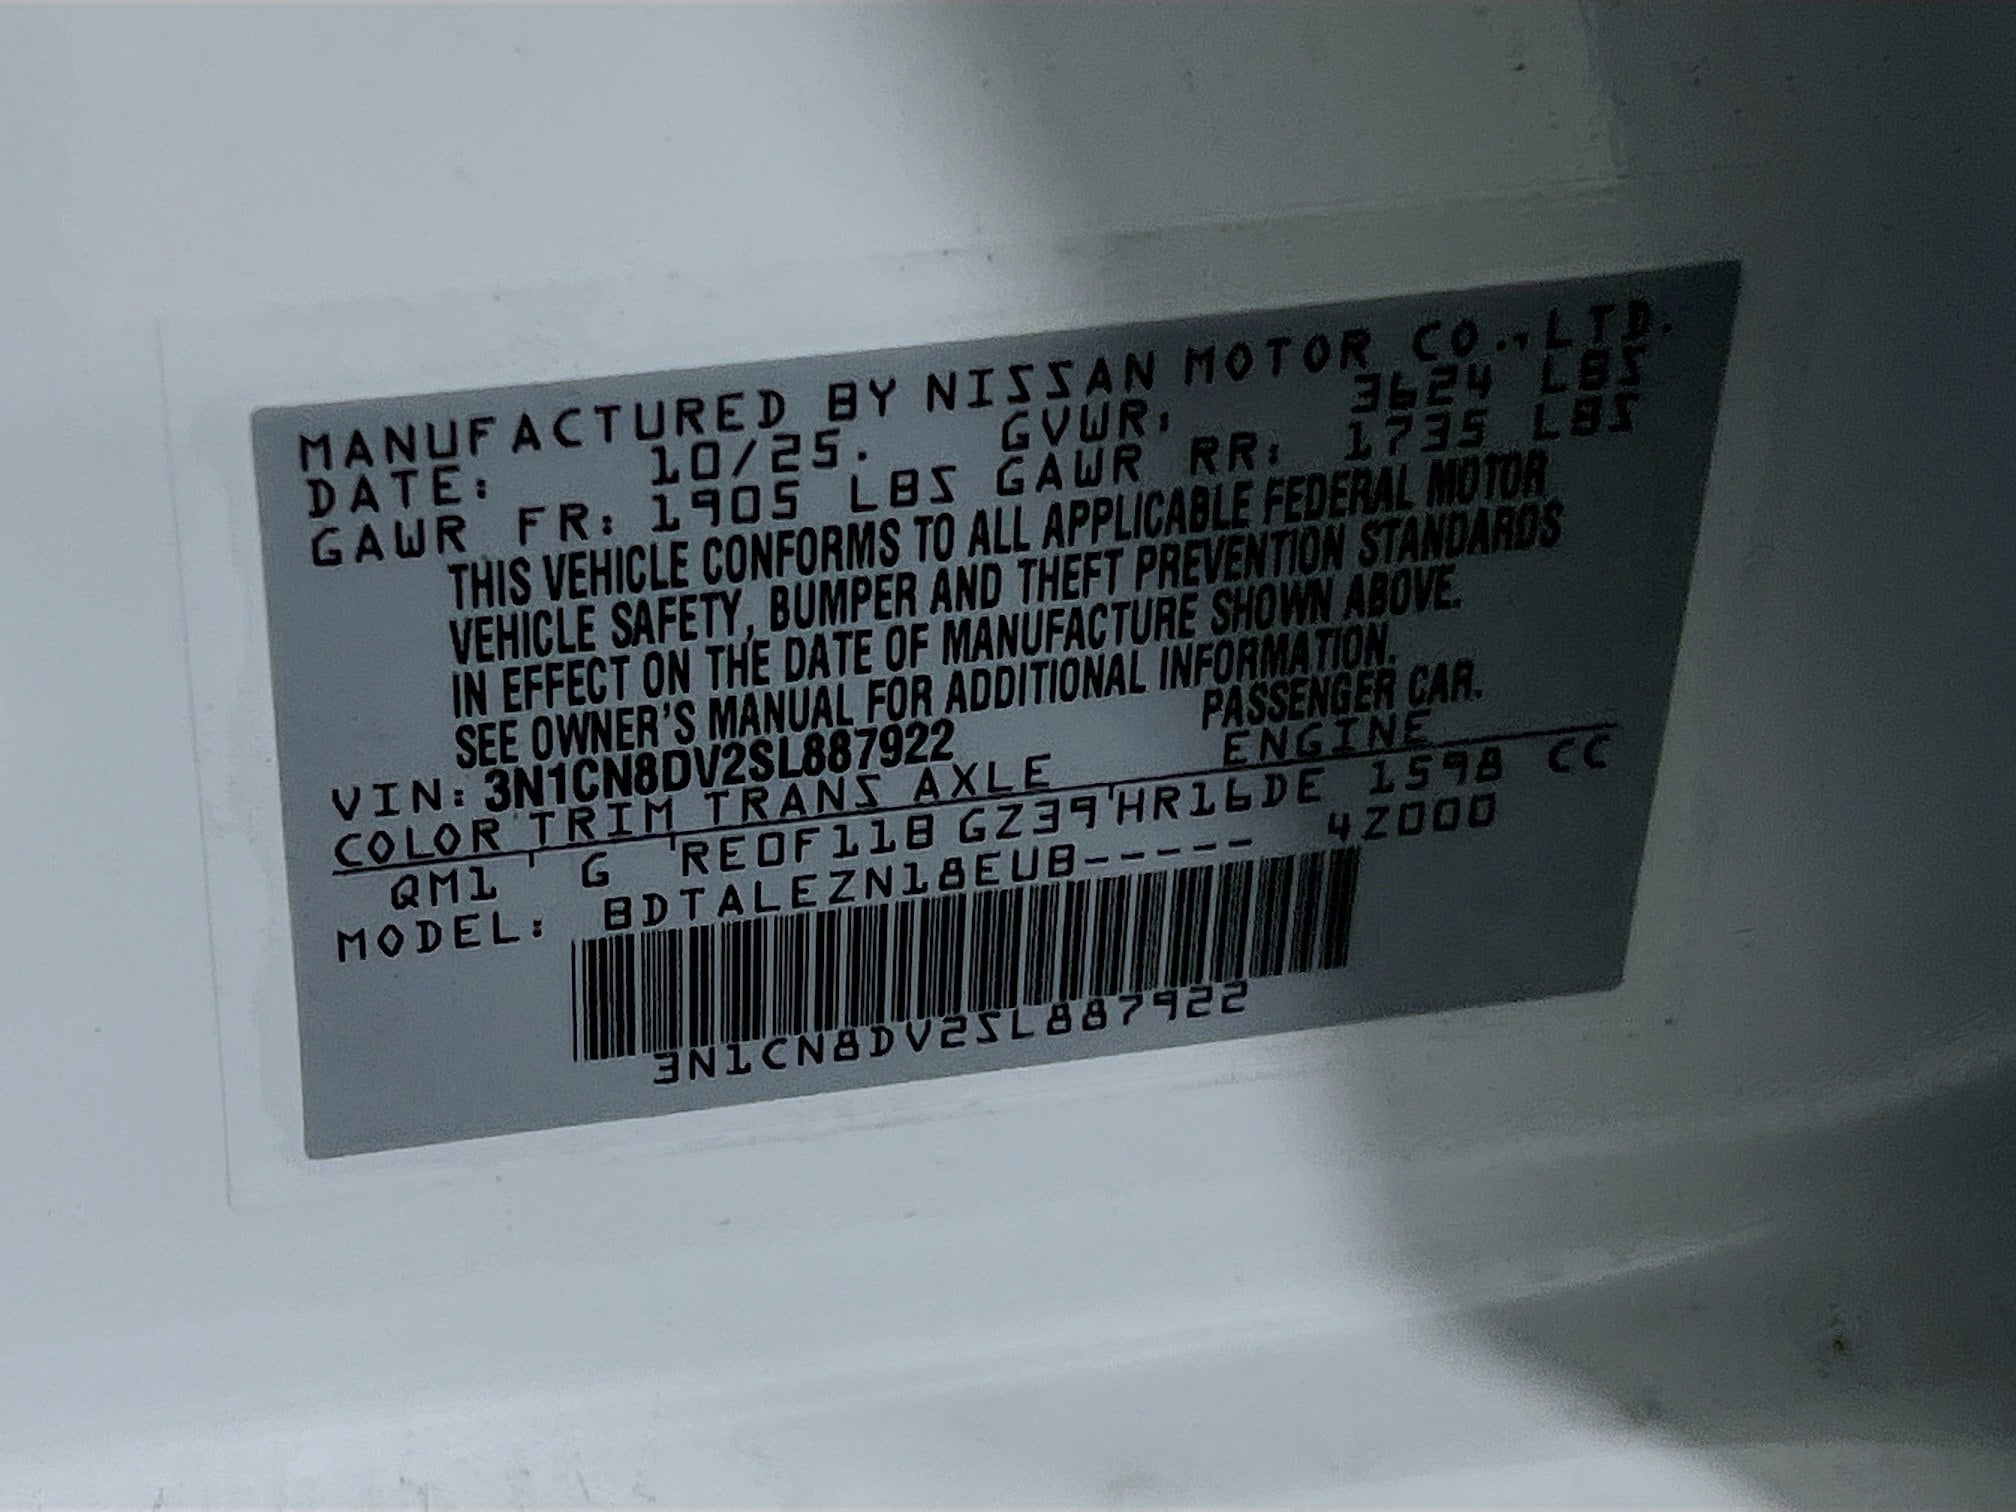 MANUFACTURED BY NISSAN MOTOR CO.,LTD.
DATE: 10/25. GVWR: 3624 LBS
GAWR FR: 1905 LBS GAWR RR: 1735 LBS
THIS VEHICLE CONFORMS TO ALL APPLICABLE FEDERAL MOTOR
VEHICLE SAFETY, BUMPER AND THEFT PREVENTION STANDARDS
IN EFFECT ON THE DATE OF MANUFACTURE SHOWN ABOVE.
SEE OWNER'S MANUAL FOR ADDITIONAL INFORMATION.
VIN: 3N1CN8DV2SL887922 PASSENGER CAR.
COLOR TRIM TRANS AXLE ENGINE
QM1 G RE0F11B GZ39 HR16DE 1598 CC
MODEL: BDTALEZN18EUB----- 4Z000
3N1CN8DV2SL887922